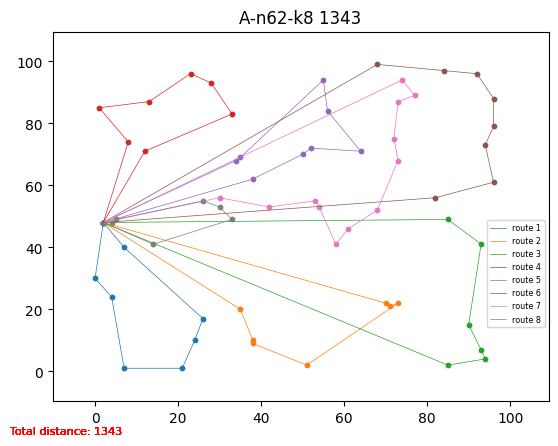 A-n62-k8 1343
100
80
60
40
20
0
0 20 40 60 80 100
route 1
route 2
route 3
route 4
route 5
route 6
route 7
route 8
Total distance: 1343